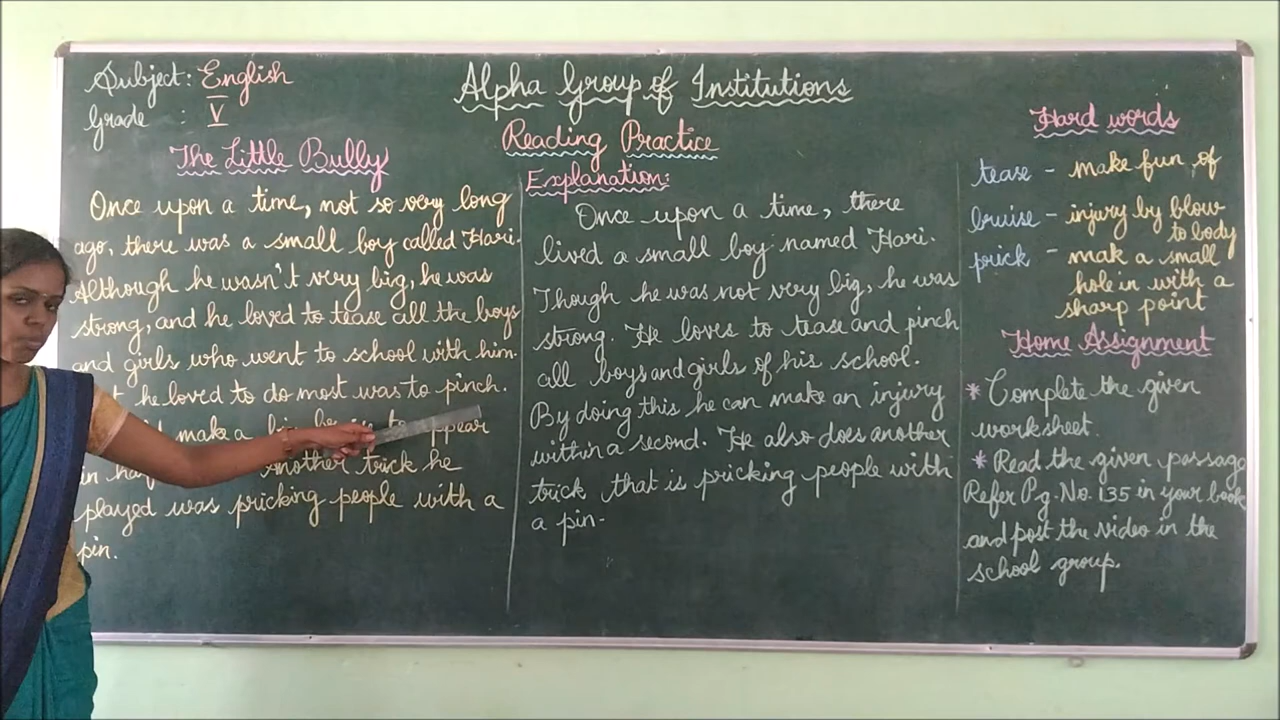 Subject: English
Grade : V
Alpha Group of Institutions
Reading Practice
The Little Bully
Once upon a time, not so very long
ago, there was a small boy called Hari.
Although he wasn't very big, he was
strong, and he loved to tease all the boys
and girls who went to school with him.
he loved to do most was to pinch.
make a to appear
in Another trick he
played was pricking people with a
pin.
Explanation:
Once upon a time, there
lived a small boy named Hari.
Though he was not very big, he was
strong. He loves to tease and pinch
all boys and girls of his school.
By doing this he can make an injury
within a second. He also does another
trick that is pricking people with
a pin.
Hard words
tease - make fun of
bruise - injury by blow
to body
prick - make a small
hole in with a
sharp point
Home Assignment
* Complete the given
worksheet.
* Read the given passage
Refer Pg. No. 135 in your book
and post the video in the
school group.